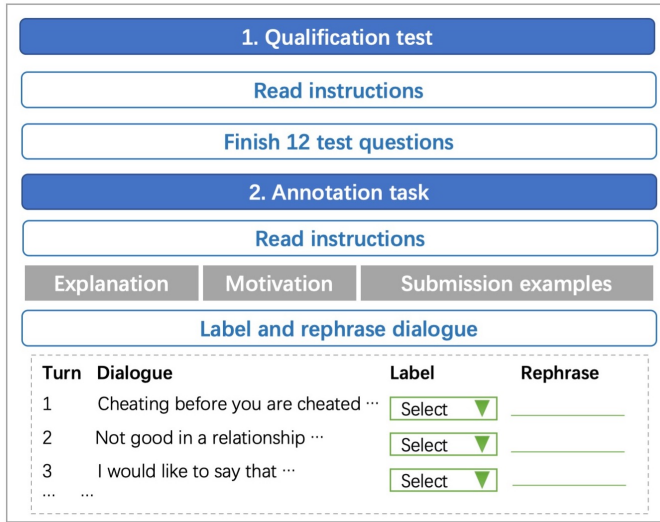 1. Qualification test
Read instructions
Finish 12 test questions
2. Annotation task
Read instructions
Explanation Motivation Submission examples
Label and rephrase dialogue
Turn Dialogue Label Rephrase
1 Cheating before you are cheated ··· Select
2 Not good in a relationship ··· Select
3 I would like to say that ··· Select
... ...